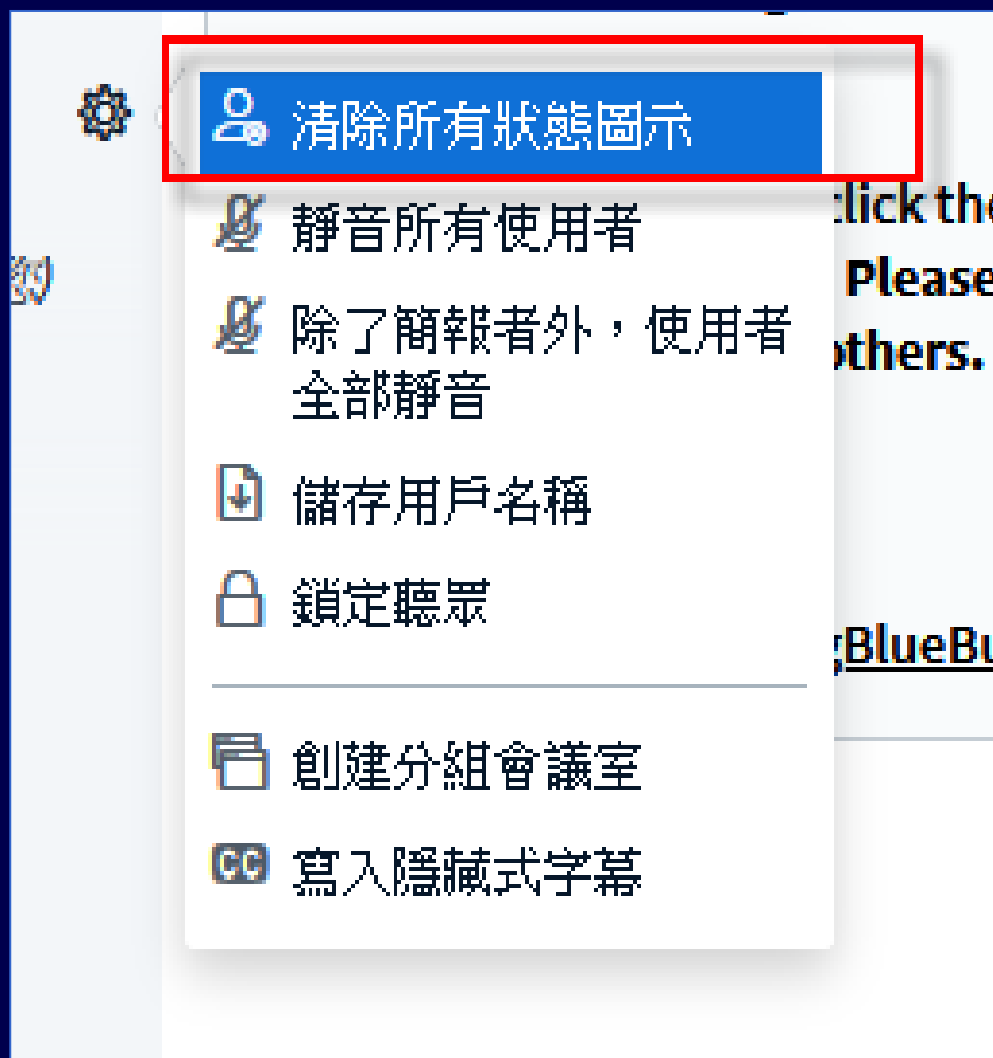 清除所有狀態圖示
靜音所有使用者
click the
Please
除了簡報者外，使用者
others.
全部靜音
儲存用戶名稱
鎖定聽眾
gBlueBu
創建分組會議室
CC 寫入隱藏式字幕